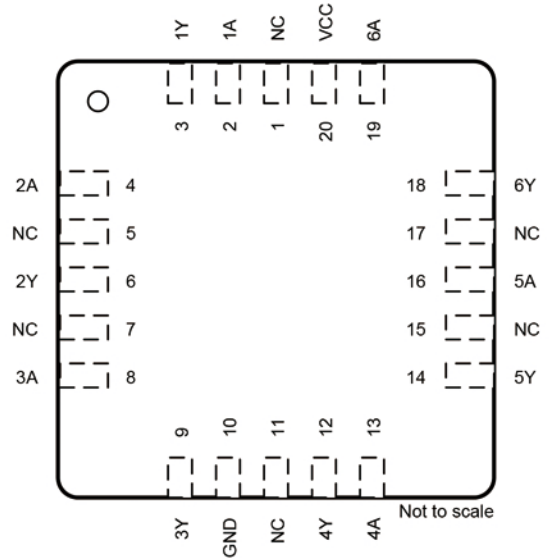 1Y 1A NC VCC 6A
3 2 1 20 19
2A 4 18 6Y
NC 5 17 NC
2Y 6 16 5A
NC 7 15 NC
3A 8 14 5Y
9 10 11 12 13
3Y GND NC 4Y 4A
Not to scale